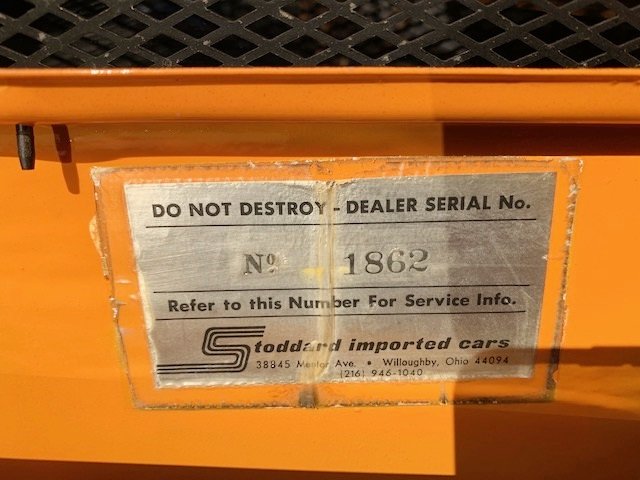 DO NOT DESTROY - DEALER SERIAL No.
No 1862
Refer to this Number For Service Info.
Stoddard imported cars
38845 Mentor Ave. • Willoughby, Ohio 44094
(216) 946-1040